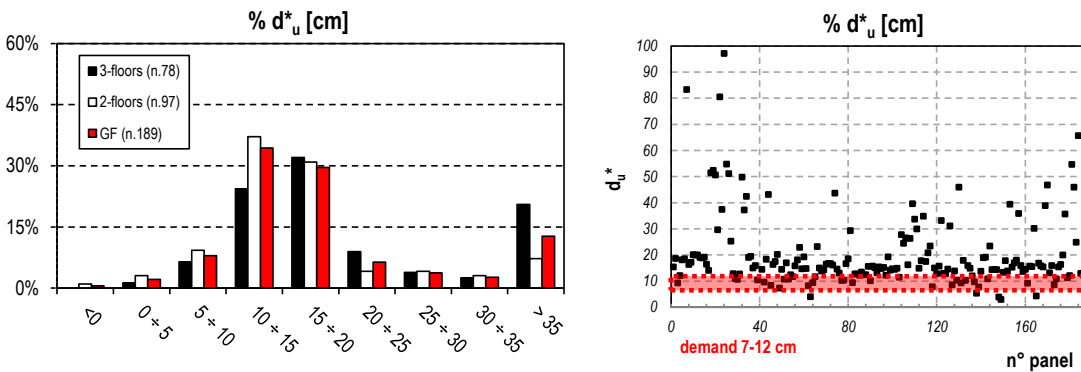 % d*u [cm]
60%
45%
30%
15%
0%
3-floors (n.78)
2-floors (n.97)
GF (n.189)
<0
0 ÷ 5
5 ÷ 10
10 ÷ 15
15 ÷ 20
20 ÷ 25
25 ÷ 30
30 ÷ 35
> 35
% d*u [cm]
du*
100
90
80
70
60
50
40
30
20
10
0
0 40 80 120 160
demand 7-12 cm
n° panel